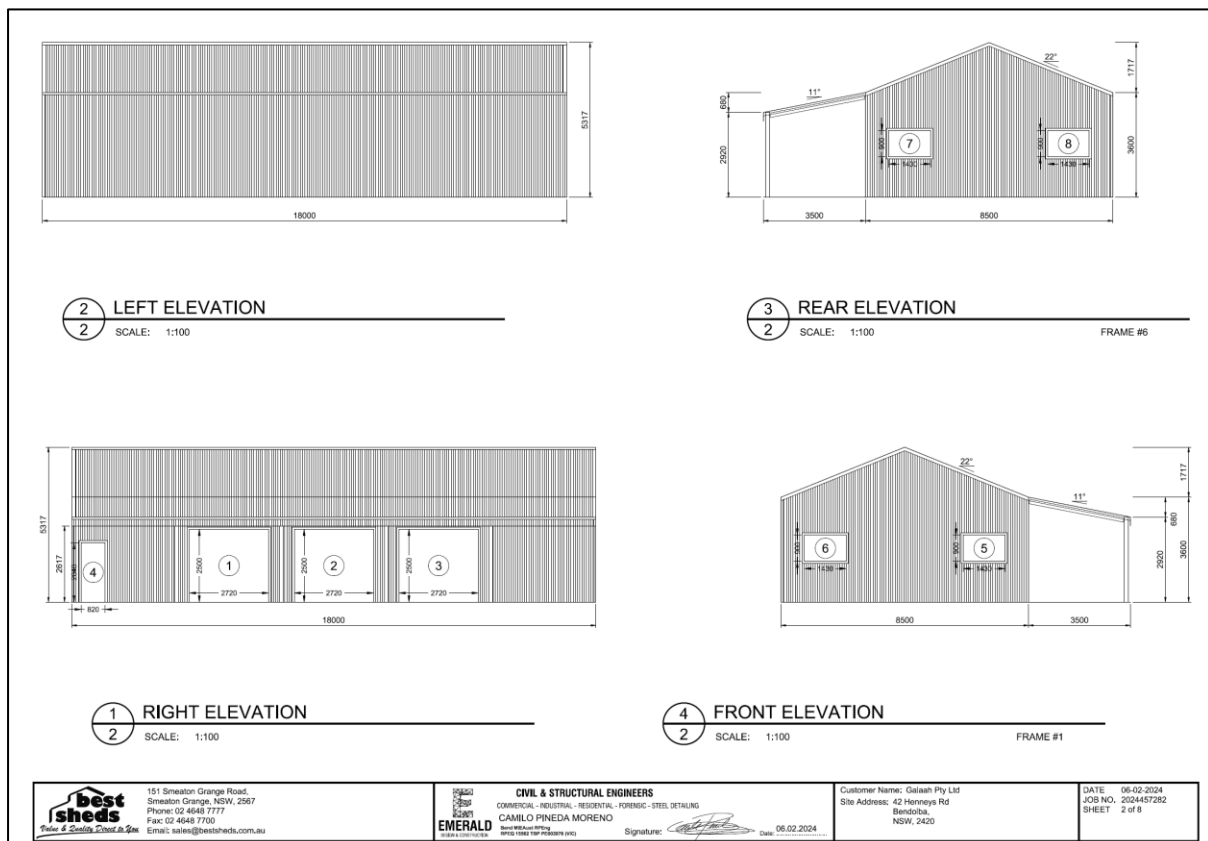 5317
18000
2
2
LEFT ELEVATION
SCALE: 1:100
22°
11°
1717
680
2920
3600
900
7
1430
900
8
1430
3500
8500
3
2
REAR ELEVATION
SCALE: 1:100
FRAME #6
5317
2617
2040
4
820
2500
1
2720
2500
2
2720
2500
3
2720
18000
1
2
RIGHT ELEVATION
SCALE: 1:100
22°
11°
1717
680
2920
3600
900
6
1430
900
5
1430
8500
3500
4
2
FRONT ELEVATION
SCALE: 1:100
FRAME #1
best
sheds
Value & Quality Direct to You
151 Smeaton Grange Road,
Smeaton Grange, NSW, 2567
Phone: 02 4648 7777
Fax: 02 4648 7700
Email: sales@bestsheds.com.au
EMERALD
DESIGN & CONSTRUCTION
CIVIL & STRUCTURAL ENGINEERS
COMMERCIAL - INDUSTRIAL - RESIDENTIAL - FORENSIC - STEEL DETAILING
CAMILO PINEDA MORENO
Signature:
Date: 06.02.2024
Customer Name: Galaah Pty Ltd
Site Address: 42 Henneys Rd
Bendolba,
NSW, 2420
DATE 06-02-2024
JOB NO. 2024457282
SHEET 2 of 8